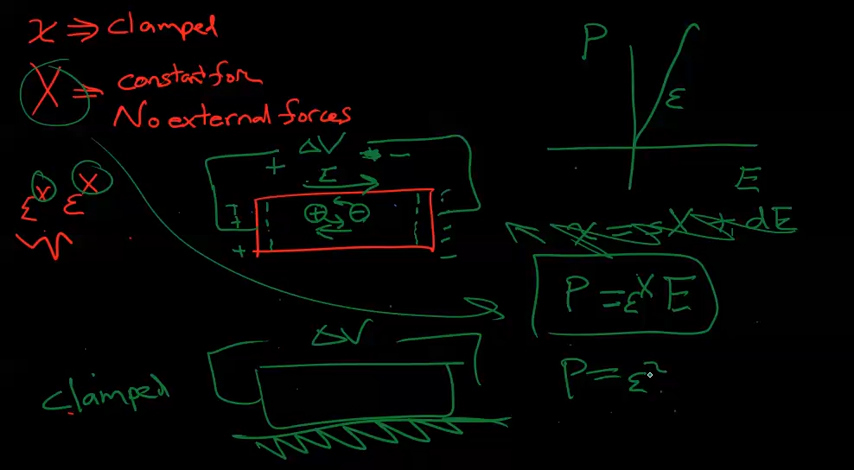 x ⇒ Clamped
X = constant for
No external forces
ε^x ε^X
ΔV
+ -
E
+ + + + -
- - - -
P
ε
E
x = sX + dE
P = ε^X E
ΔV
clamped
P = ε